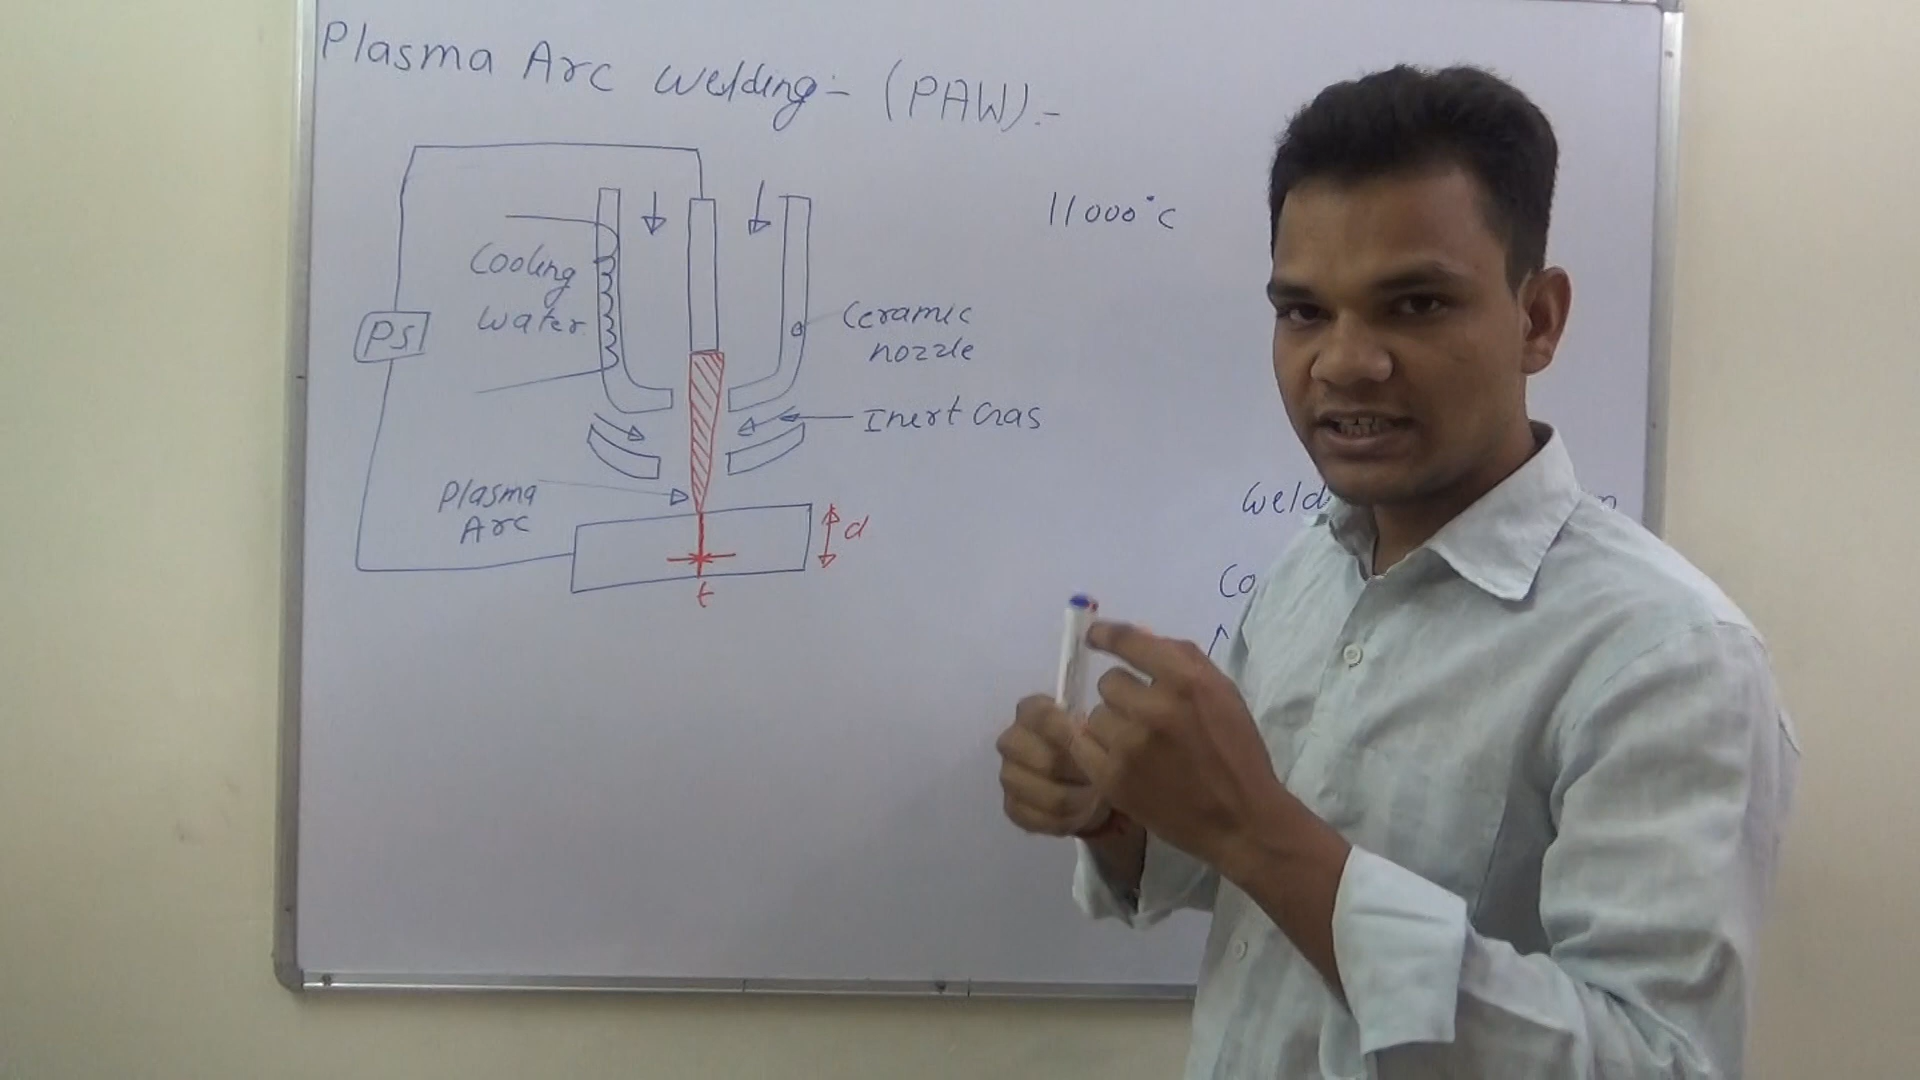 Plasma Arc welding:- (PAW):-
11000°C
Cooling
water
PS
Ceramic
nozzle
Inert Gas
Plasma
Arc
d
t